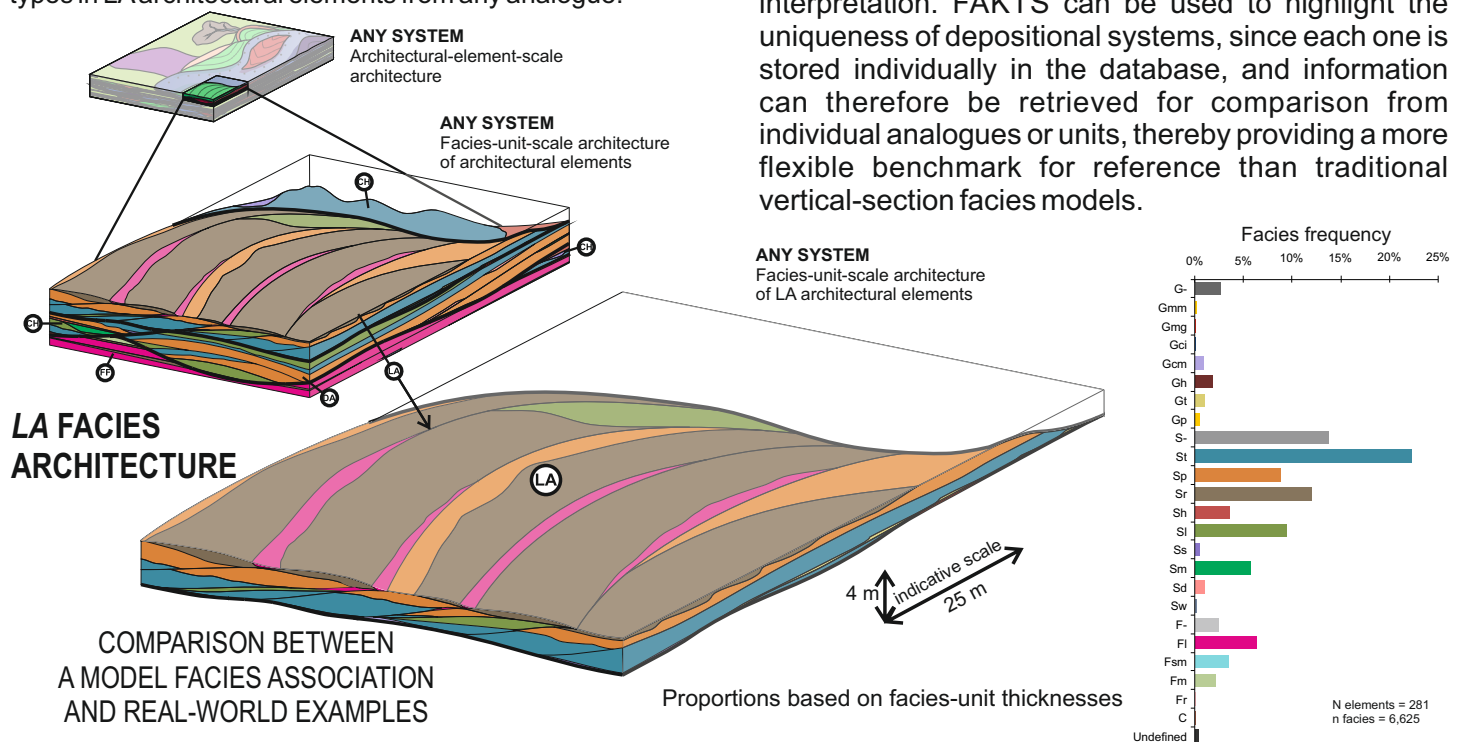 types in LA architectural elements from any analogue.
ANY SYSTEM
Architectural-element-scale
architecture
ANY SYSTEM
Facies-unit-scale architecture
of architectural elements
CH
CH
CH
FF
DA
LA
LA FACIES
ARCHITECTURE
interpretation. FAKTS can be used to highlight the
uniqueness of depositional systems, since each one is
stored individually in the database, and information
can therefore be retrieved for comparison from
individual analogues or units, thereby providing a more
flexible benchmark for reference than traditional
vertical-section facies models.
ANY SYSTEM
Facies-unit-scale architecture
of LA architectural elements
LA
4 m
indicative scale
25 m
COMPARISON BETWEEN
A MODEL FACIES ASSOCIATION
AND REAL-WORLD EXAMPLES
Proportions based on facies-unit thicknesses
Facies frequency
0% 5% 10% 15% 20% 25%
G-
Gmm
Gmg
Gci
Gcm
Gh
Gt
Gp
S-
St
Sp
Sr
Sh
Sl
Ss
Sm
Sd
Sw
F-
Fl
Fsm
Fm
Fr
C
Undefined
N elements = 281
n facies = 6,625